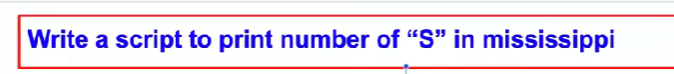 Write a script to print number of “S” in mississippi